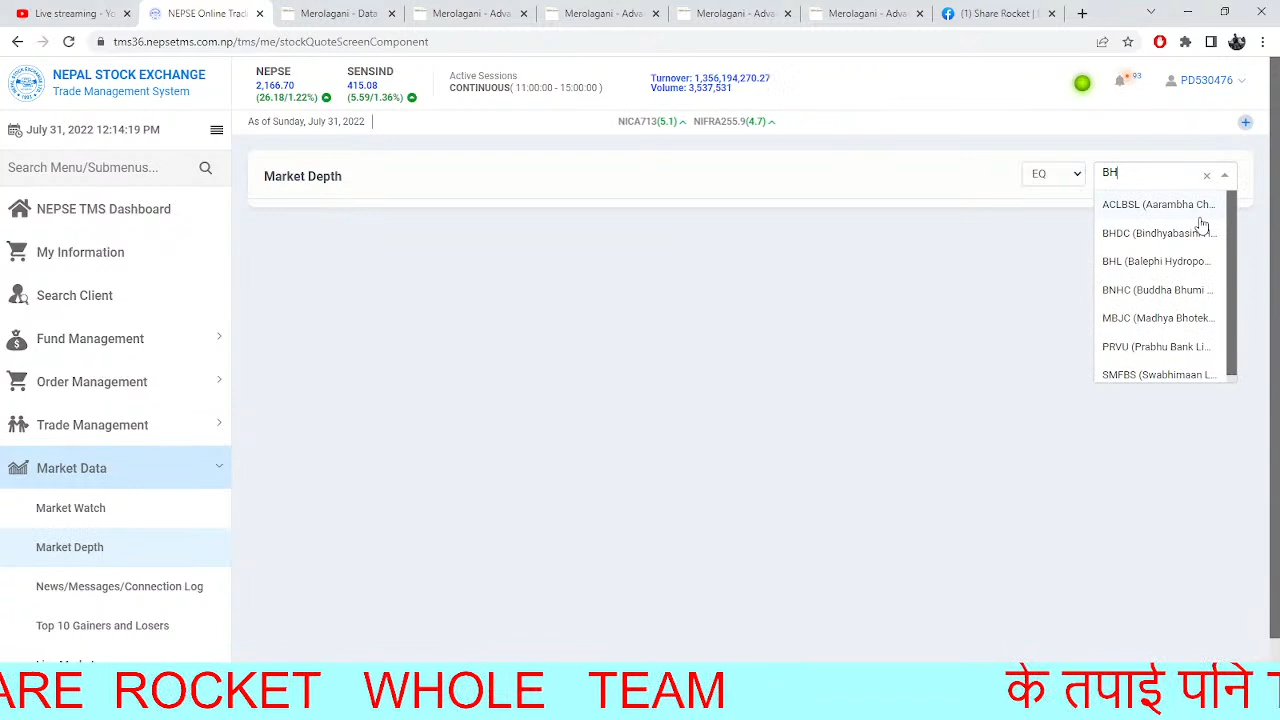 Live streaming - Yo
NEPSE Online Trad
Merolagani - Data
Merolagani - Adva
Merolagani - Adva
Merolagani - Adva
Merolagani - Adva
(1) Share Rocket | L
tms36.nepsetms.com.np/tms/me/stockQuoteScreenComponent
NEPAL STOCK EXCHANGE
Trade Management System
NEPSE
2,166.70
(26.18/1.22%)
SENSIND
415.08
(5.59/1.36%)
Active Sessions
CONTINUOUS( 11:00:00 - 15:00:00 )
Turnover: 1,356,194,270.27
Volume: 3,537,531
93
PD530476
July 31, 2022 12:14:19 PM
As of Sunday, July 31, 2022
NICA713(5.1) NIFRA255.9(4.7)
Search Menu/Submenus...
NEPSE TMS Dashboard
My Information
Search Client
Fund Management
Order Management
Trade Management
Market Data
Market Watch
Market Depth
News/Messages/Connection Log
Top 10 Gainers and Losers
Market Depth
EQ
BH
ACLBSL (Aarambha Ch...
BHDC (Bindhyabasini
BHL (Balephi Hydropo...
BNHC (Buddha Bhumi ...
MBJC (Madhya Bhotek...
PRVU (Prabhu Bank Li...
SMFBS (Swabhimaan L...
ARE ROCKET WHOLE TEAM के तपाई पनि T